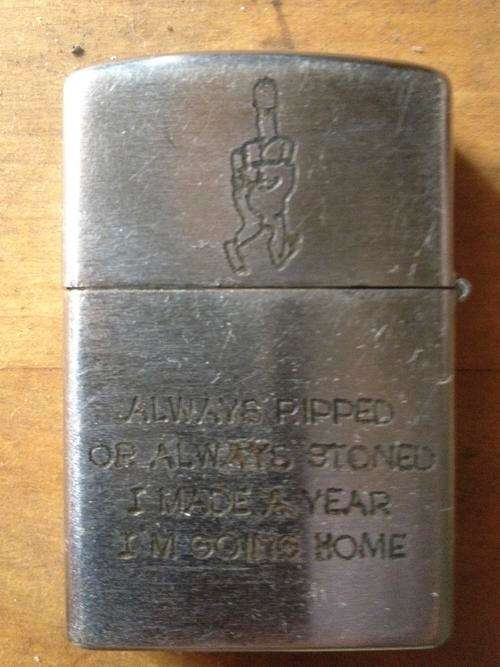 ALWAYS RIPPED
OR ALWAYS STONED
I MADE A YEAR
I'M GOING HOME